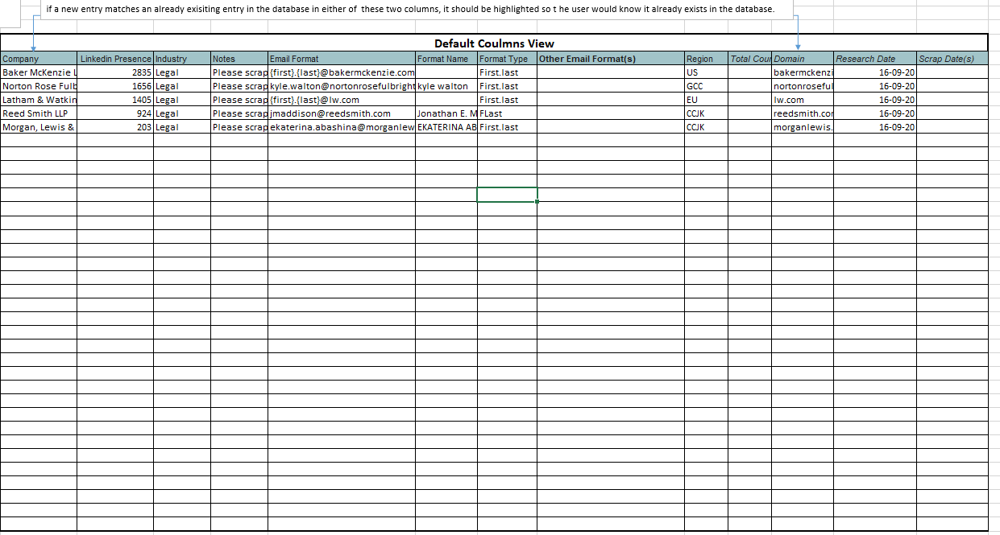 if a new entry matches an already exisiting entry in the database in either of these two columns, it should be highlighted so t he user would know it already exists in the database.
Default Coulmns View
Company Linkedin Presence Industry Notes Email Format Format Name Format Type Other Email Format(s) Region Total Cour Domain Research Date Scrap Date(s)
Baker McKenzie L 2835 Legal Please scrap {first}.{last}@bakermckenzie.com First.last US bakermckenzi 16-09-20
Norton Rose Fulb 1656 Legal Please scrap kyle.walton@nortonrosefulbright kyle walton First.last GCC nortonroseful 16-09-20
Latham & Watkin 1405 Legal Please scrap {first}.{last}@lw.com First.last EU lw.com 16-09-20
Reed Smith LLP 924 Legal Please scrap jmaddison@reedsmith.com Jonathan E. M FLast CCJK reedsmith.cor 16-09-20
Morgan, Lewis & 203 Legal Please scrap ekaterina.abashina@morganlew EKATERINA AB First.last CCJK morganlewis. 16-09-20